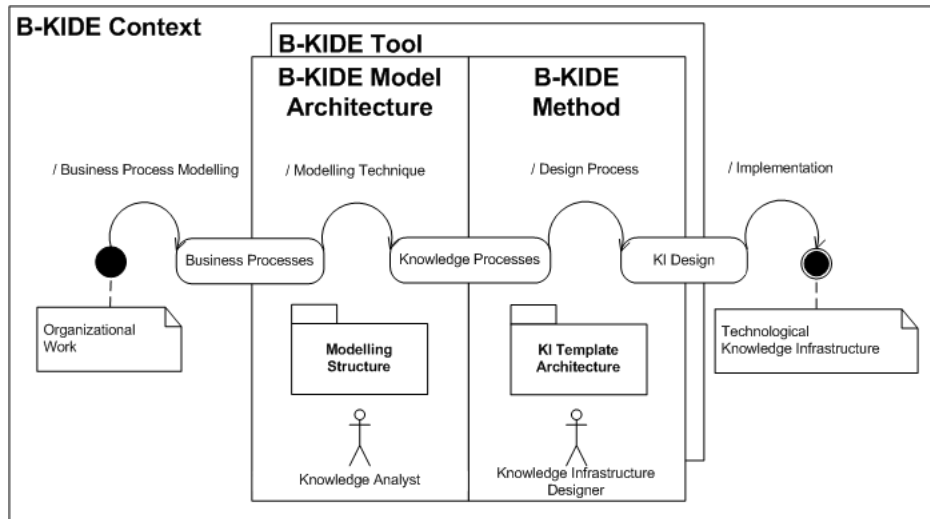 B-KIDE Context
B-KIDE Tool
B-KIDE Model
Architecture
B-KIDE
Method
/ Business Process Modelling
/ Modelling Technique
/ Design Process
/ Implementation
Business Processes
Knowledge Processes
KI Design
Organizational
Work
Modelling
Structure
KI Template
Architecture
Technological
Knowledge Infrastructure
Knowledge Analyst
Knowledge Infrastructure
Designer